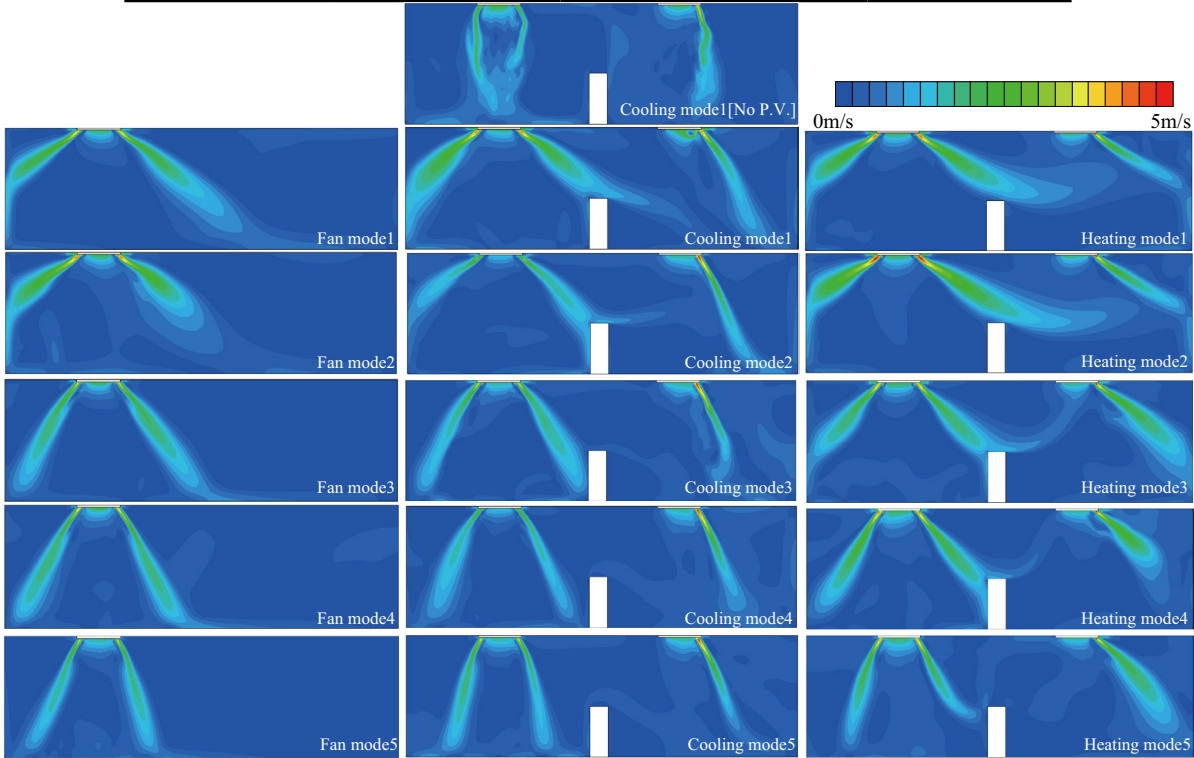 Cooling mode1[No P.V.]
0m/s 5m/s
Fan mode1 Cooling mode1 Heating mode1
Fan mode2 Cooling mode2 Heating mode2
Fan mode3 Cooling mode3 Heating mode3
Fan mode4 Cooling mode4 Heating mode4
Fan mode5 Cooling mode5 Heating mode5